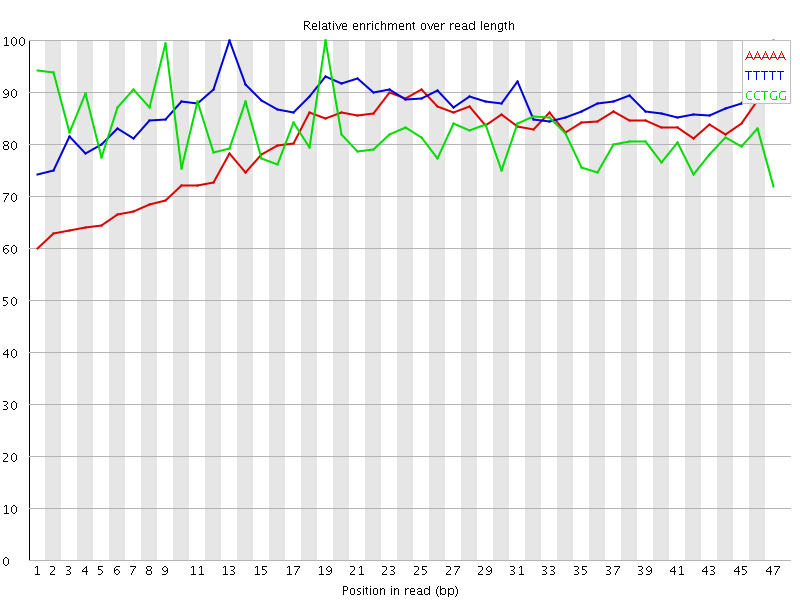 Relative enrichment over read length
100
90
80
70
60
50
40
30
20
10
0
AAAAA
TTTTT
CCTGG
1 2 3 4 5 6 7 8 9 11 13 15 17 19 21 23 25 27 29 31 33 35 37 39 41 43 45 47
Position in read (bp)